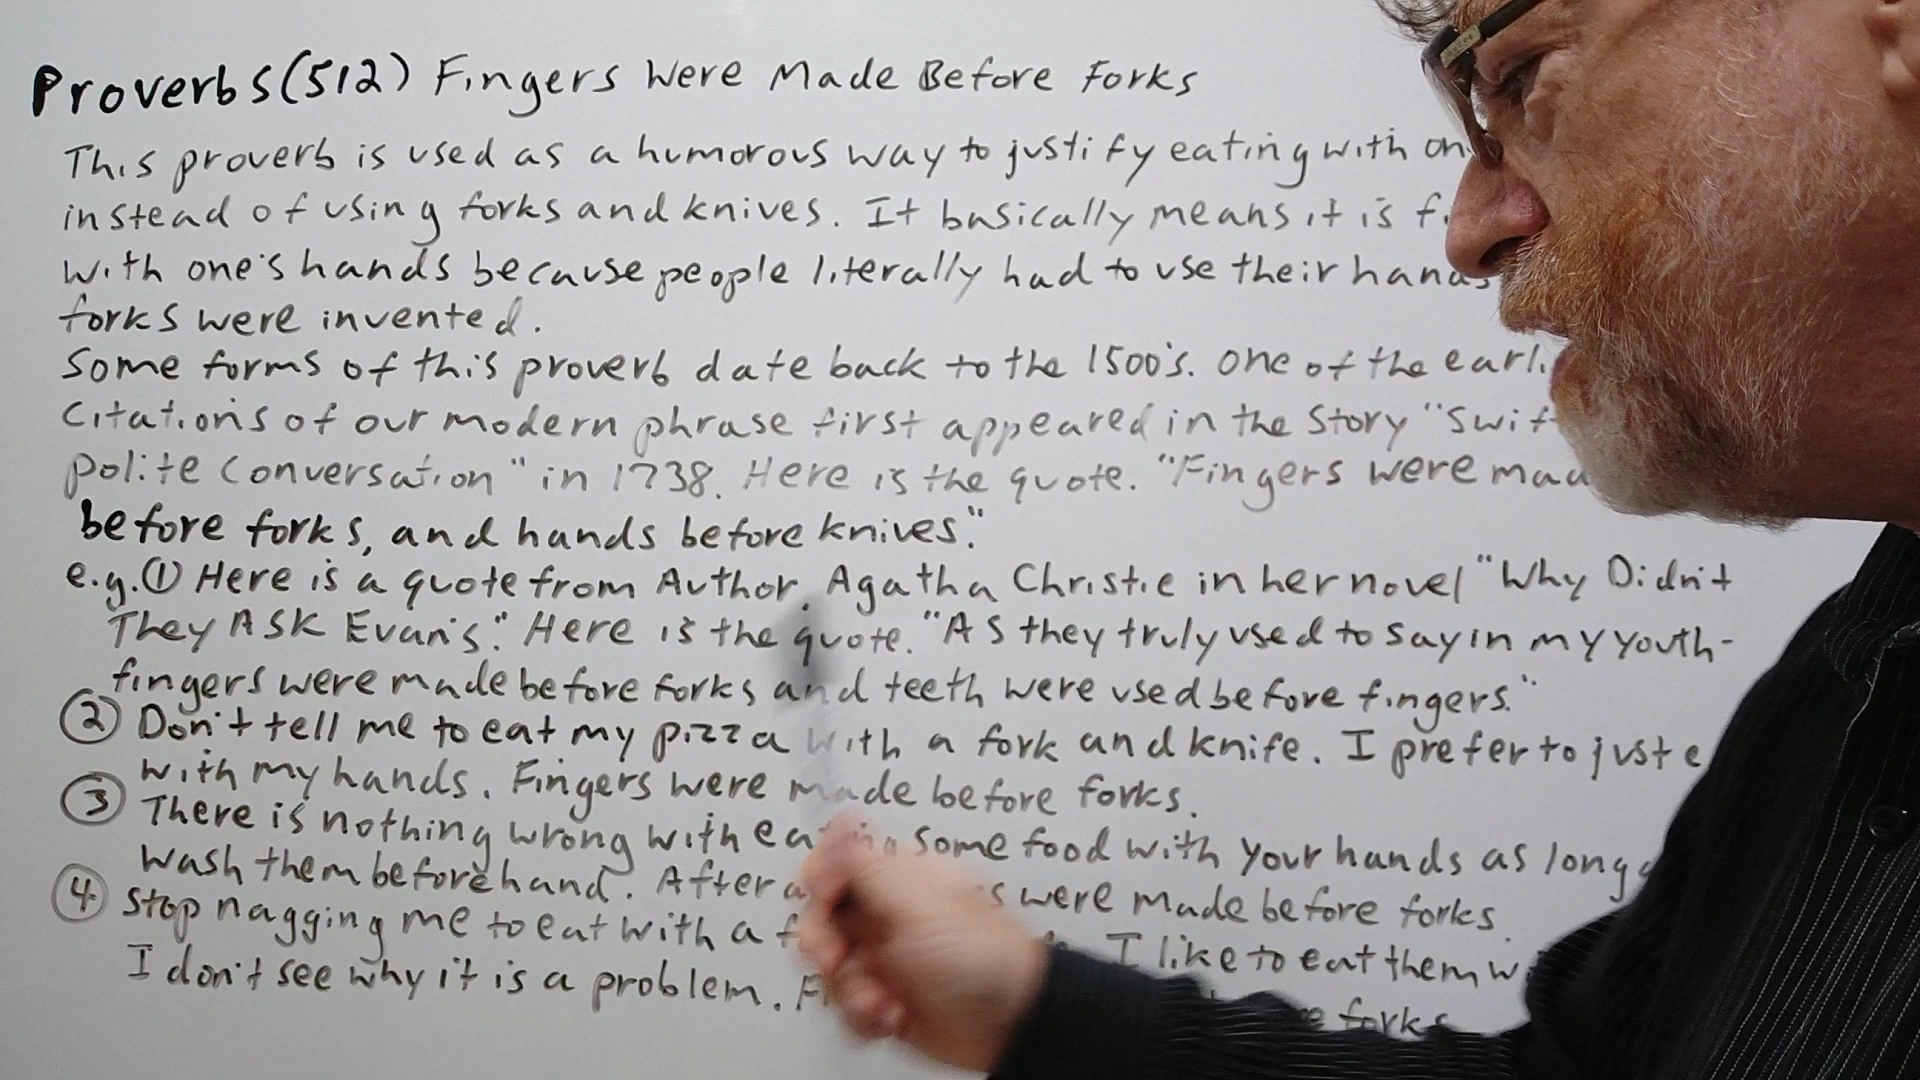 Proverbs (512) Fingers Were Made Before Forks
This proverb is used as a humorous way to justify eating with
instead of using forks and knives. It basically means it is
with one's hands because people literally had to use their hands
forks were invented.
Some forms of this proverb date back to the 1500's. One of the
citations of our modern phrase first appeared in the story "Swift
polite conversation" in 1738. Here is the quote. "Fingers were
before forks, and hands before knives."
e.g. ① Here is a quote from Author, Agatha Christie in her novel "Why Didn't
They Ask Evans." Here is the quote. "As they truly used to say in my youth-
fingers were made before forks and teeth were used before fingers."
② Don't tell me to eat my pizza with a fork and knife. I prefer to just
with my hands. Fingers were made before forks.
③ There is nothing wrong with eating some food with your hands as long
wash them beforehand. After were made before forks.
④ Stop nagging me to eat with a I like to eat them
I don't see why it is a problem. forks